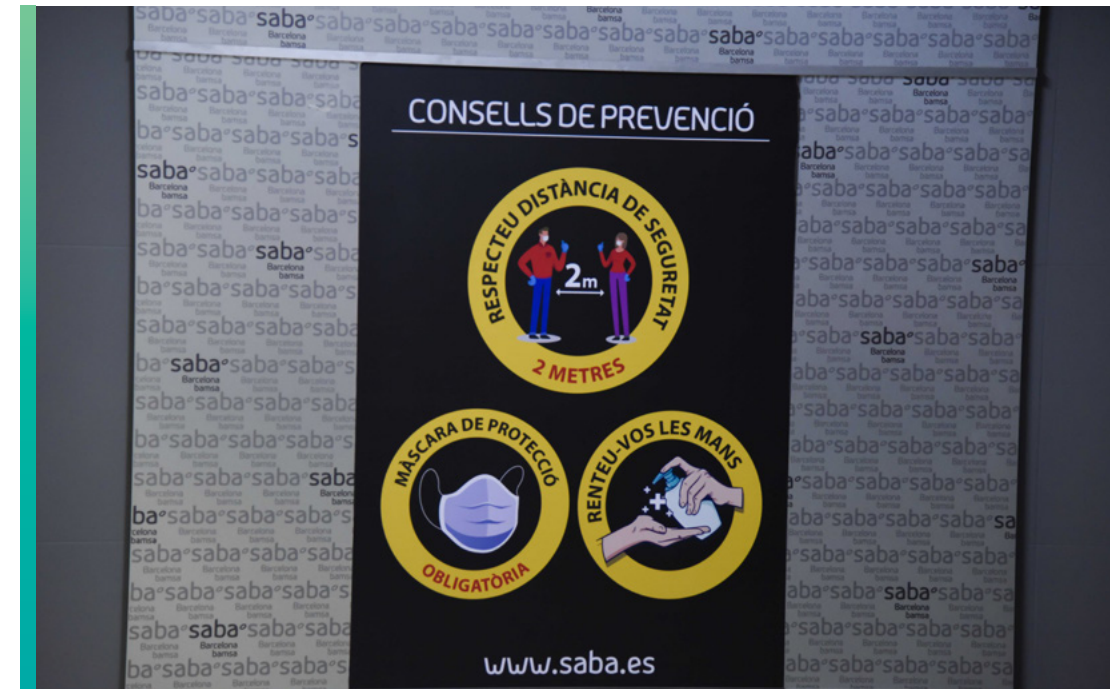 CONSELLS DE PREVENCIÓ
RESPECTEU DISTÀNCIA DE SEGURETAT
2m
2 METRES
MÀSCARA DE PROTECCIÓ
OBLIGATÒRIA
RENTEU-VOS LES MANS
www.saba.es
saba
Barcelona
bamsa